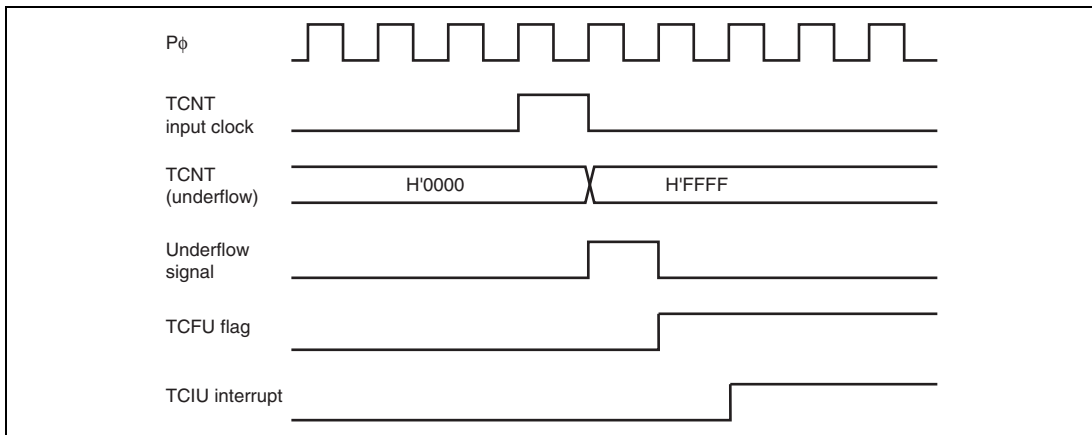 Pϕ
TCNT
input clock
TCNT
(underflow)
H'0000
H'FFFF
Underflow
signal
TCFU flag
TCIU interrupt